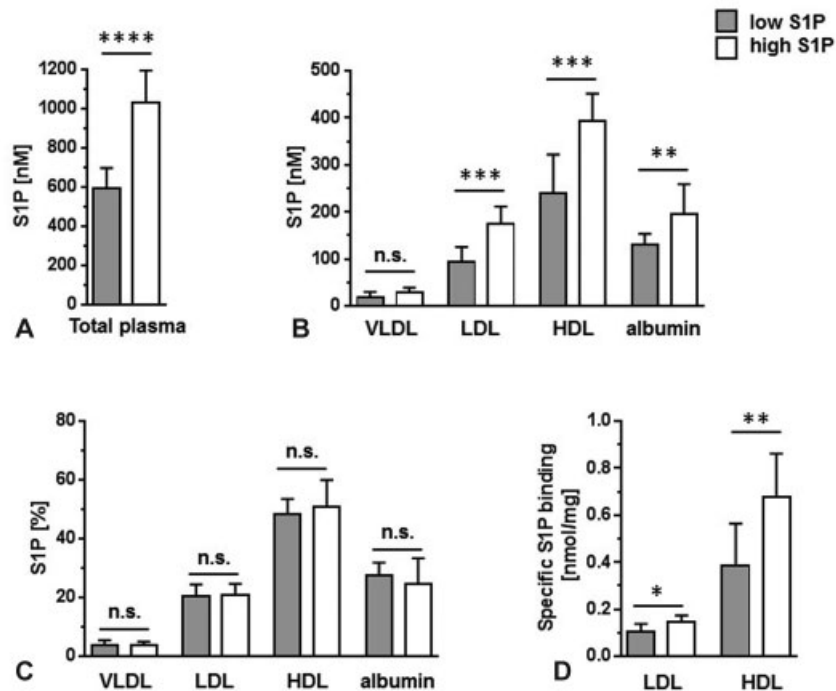 low S1P
high S1P
****
1200
1000
800
600
400
200
0
S1P [nM]
A
Total plasma
500
400
300
200
100
0
S1P [nM]
n.s.
***
***
**
B
VLDL
LDL
HDL
albumin
80
60
40
20
0
S1P [%]
n.s.
n.s.
n.s.
n.s.
C
VLDL
LDL
HDL
albumin
1.0
0.8
0.6
0.4
0.2
0.0
Specific S1P binding
[nmol/mg]
*
**
D
LDL
HDL